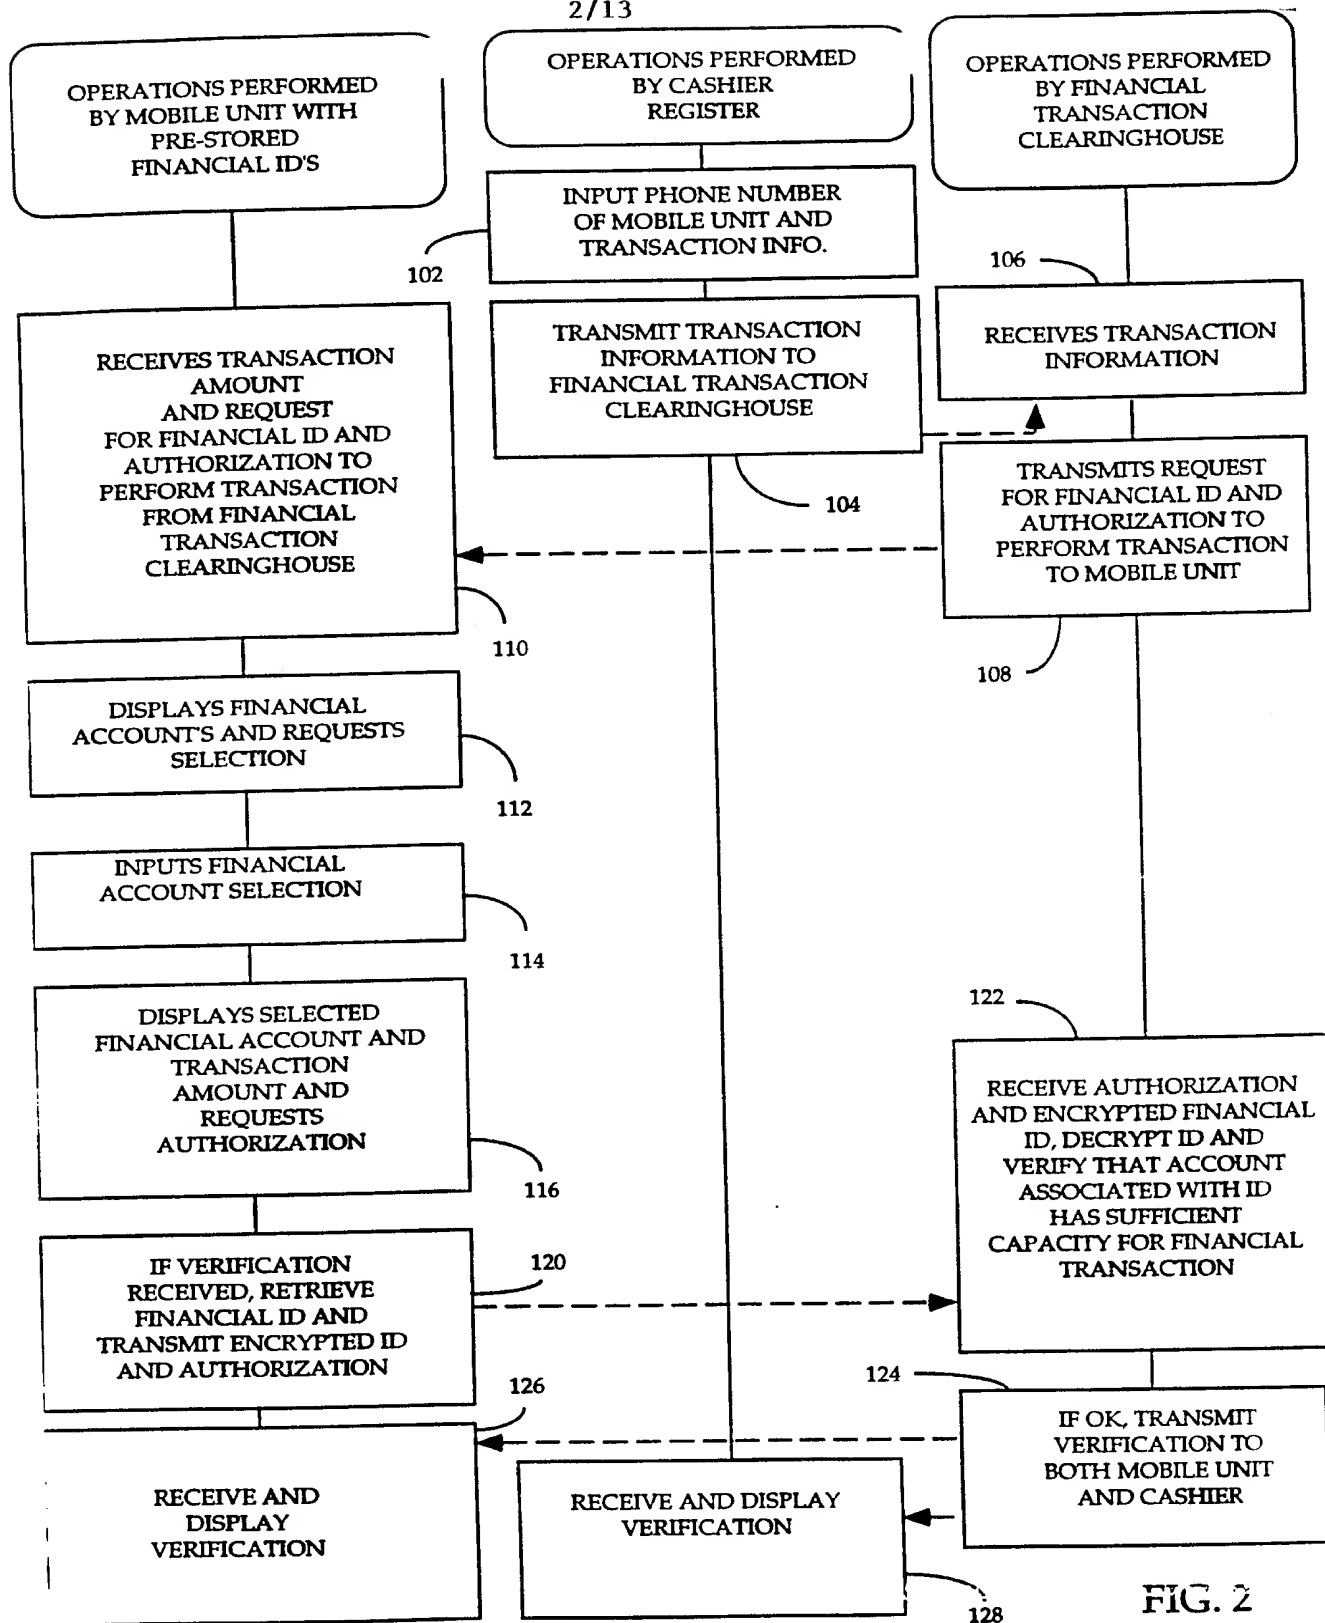 2/13
OPERATIONS PERFORMED
BY MOBILE UNIT WITH
PRE-STORED
FINANCIAL ID'S
OPERATIONS PERFORMED
BY CASHIER
REGISTER
OPERATIONS PERFORMED
BY FINANCIAL
TRANSACTION
CLEARINGHOUSE
INPUT PHONE NUMBER
OF MOBILE UNIT AND
TRANSACTION INFO.
102
TRANSMIT TRANSACTION
INFORMATION TO
FINANCIAL TRANSACTION
CLEARINGHOUSE
104
106
RECEIVES TRANSACTION
INFORMATION
TRANSMITS REQUEST
FOR FINANCIAL ID AND
AUTHORIZATION TO
PERFORM TRANSACTION
TO MOBILE UNIT
108
RECEIVES TRANSACTION
AMOUNT
AND REQUEST
FOR FINANCIAL ID AND
AUTHORIZATION TO
PERFORM TRANSACTION
FROM FINANCIAL
TRANSACTION
CLEARINGHOUSE
110
DISPLAYS FINANCIAL
ACCOUNT'S AND REQUESTS
SELECTION
112
INPUTS FINANCIAL
ACCOUNT SELECTION
114
DISPLAYS SELECTED
FINANCIAL ACCOUNT AND
TRANSACTION
AMOUNT AND
REQUESTS
AUTHORIZATION
116
IF VERIFICATION
RECEIVED, RETRIEVE
FINANCIAL ID AND
TRANSMIT ENCRYPTED ID
AND AUTHORIZATION
120
122
RECEIVE AUTHORIZATION
AND ENCRYPTED FINANCIAL
ID, DECRYPT ID AND
VERIFY THAT ACCOUNT
ASSOCIATED WITH ID
HAS SUFFICIENT
CAPACITY FOR FINANCIAL
TRANSACTION
124
IF OK, TRANSMIT
VERIFICATION TO
BOTH MOBILE UNIT
AND CASHIER
126
RECEIVE AND
DISPLAY
VERIFICATION
RECEIVE AND DISPLAY
VERIFICATION
128
FIG. 2